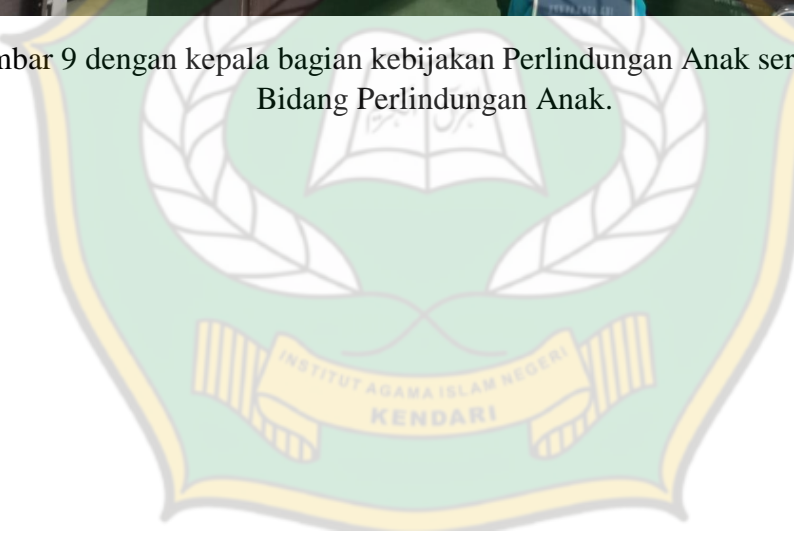 mbar 9 dengan kepala bagian kebijakan Perlindungan Anak ser
Bidang Perlindungan Anak.
INSTITUT AGAMA ISLAM NEGERI
KENDARI